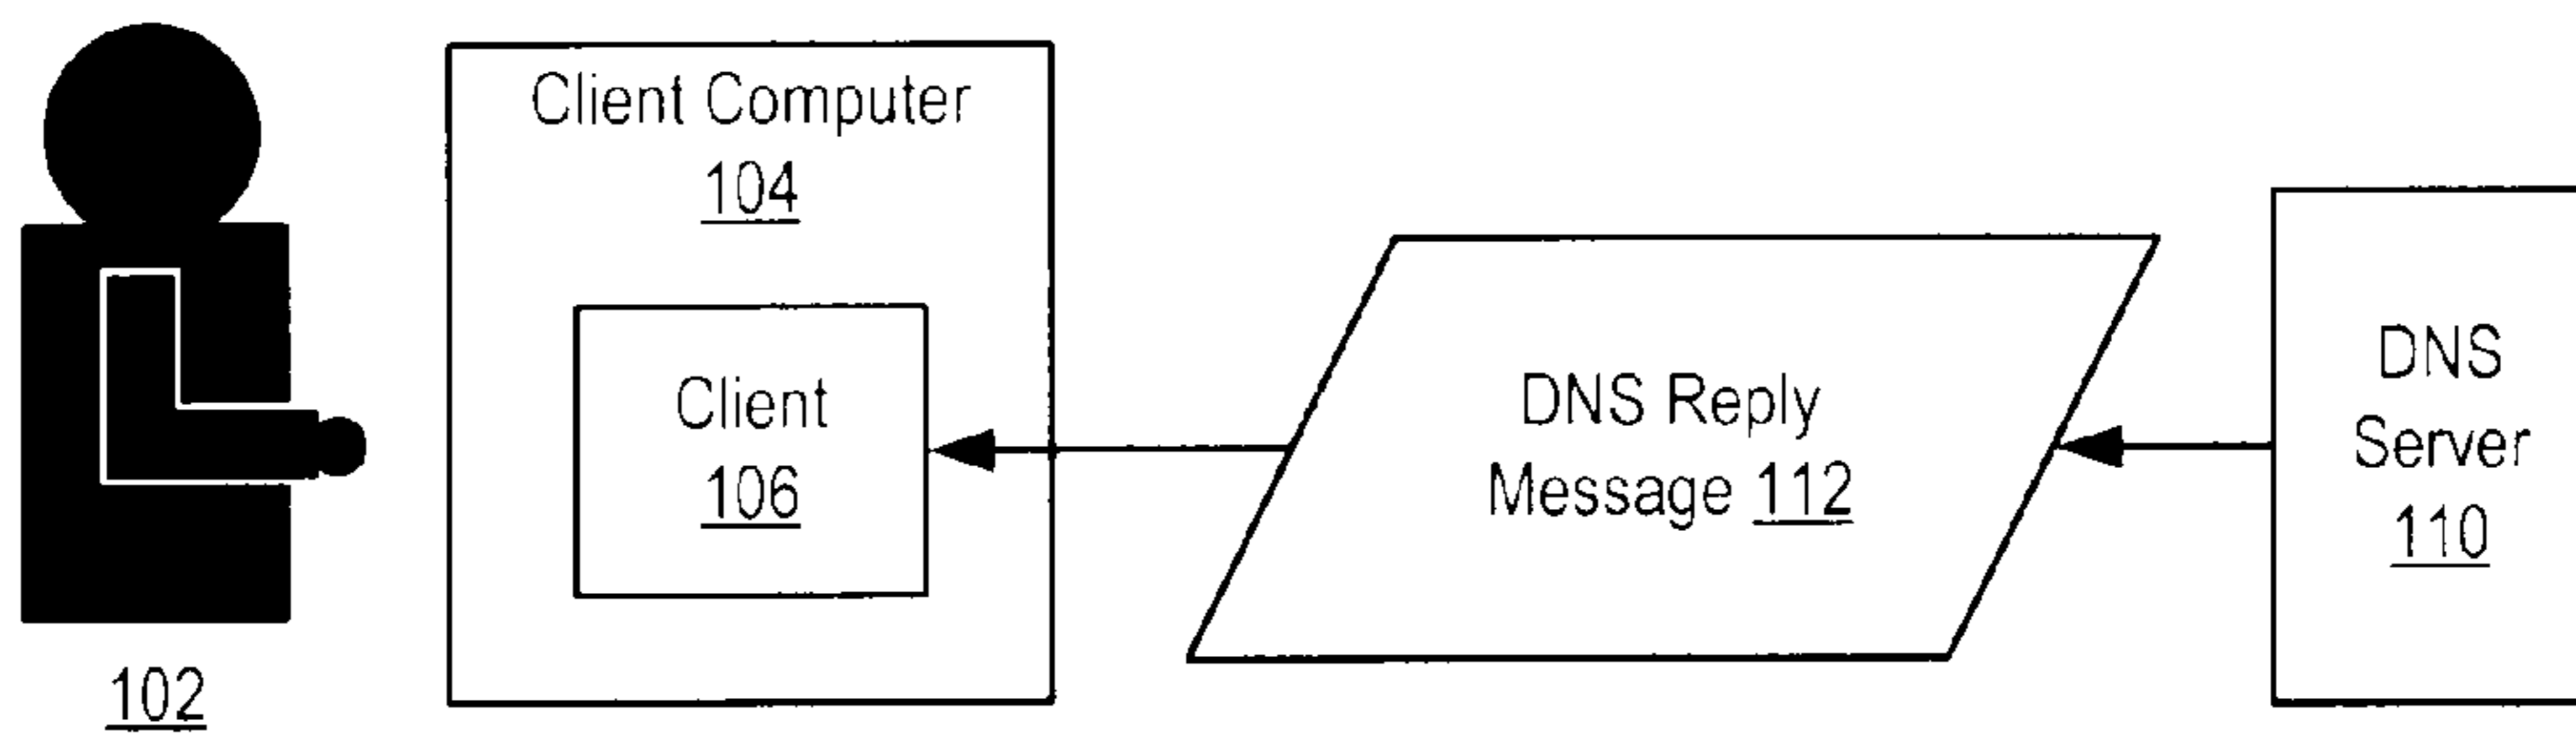 Client Computer
104
Client
106
DNS Reply
Message 112
DNS
Server
110
102